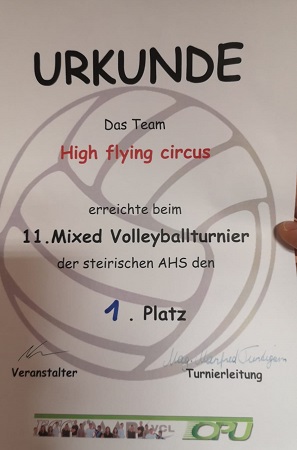 URKUNDE
Das Team
High flying circus
erreichte beim
11.Mixed Volleyballturnier
der steirischen AHS den
1. Platz
Veranstalter
Turnierleitung